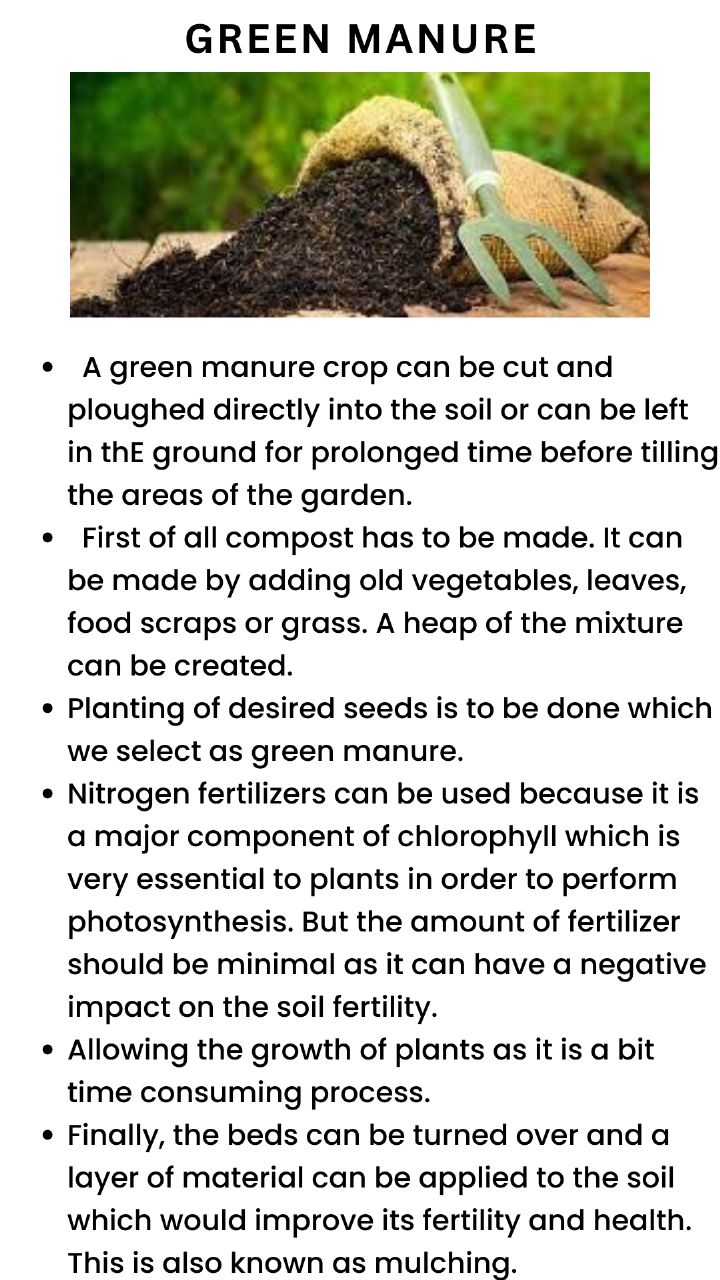 GREEN MANURE
• A green manure crop can be cut and
ploughed directly into the soil or can be left
in thE ground for prolonged time before tilling
the areas of the garden.
• First of all compost has to be made. It can
be made by adding old vegetables, leaves,
food scraps or grass. A heap of the mixture
can be created.
• Planting of desired seeds is to be done which
we select as green manure.
• Nitrogen fertilizers can be used because it is
a major component of chlorophyll which is
very essential to plants in order to perform
photosynthesis. But the amount of fertilizer
should be minimal as it can have a negative
impact on the soil fertility.
• Allowing the growth of plants as it is a bit
time consuming process.
• Finally, the beds can be turned over and a
layer of material can be applied to the soil
which would improve its fertility and health.
This is also known as mulching.